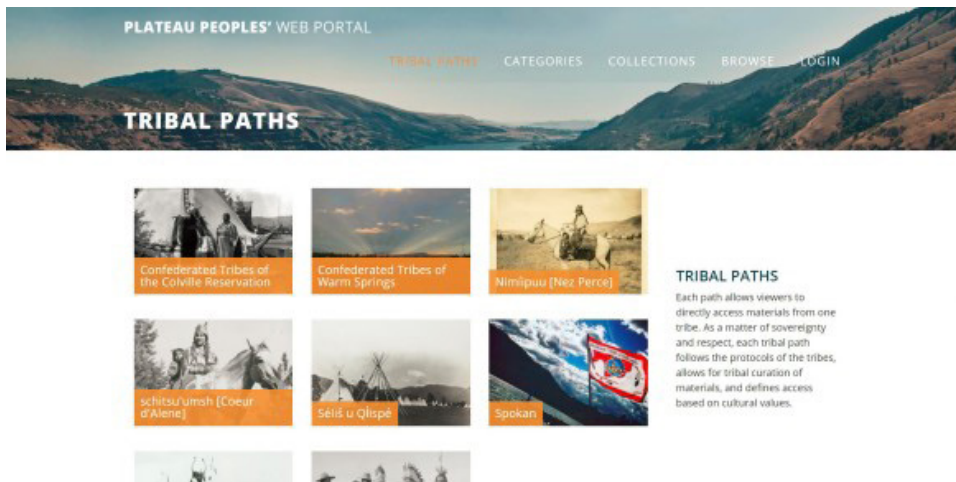 PLATEAU PEOPLES' WEB PORTAL
TRIBAL PATHS CATEGORIES COLLECTIONS BROWSE LOGIN
TRIBAL PATHS
Confederated Tribes of
the Colville Reservation
Confederated Tribes of
Warm Springs
Nimíipuu [Nez Perce]
schitsu'umsh [Coeur
d'Alene]
Séliš u Ql̓ispé
Spokan
TRIBAL PATHS
Each path allows viewers to
directly access materials from one
tribe. As a matter of sovereignty
and respect, each tribal path
follows the protocols of the tribes,
allows for tribal curation of
materials, and defines access
based on cultural values.